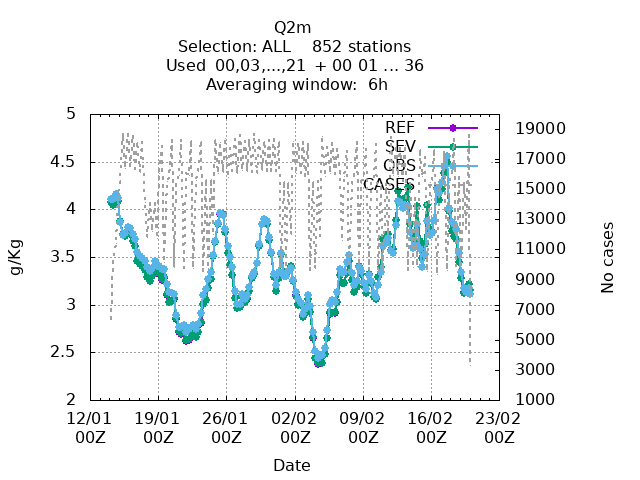 Q2m
Selection: ALL 852 stations
Used 00,03,...,21 + 00 01 ... 36
Averaging window: 6h
5
4.5
4
3.5
3
2.5
2
g/Kg
REF
SEV
OBS
CASES
19000
17000
15000
13000
11000
9000
7000
5000
3000
1000
No cases
12/01 19/01 26/01 02/02 09/02 16/02 23/02
00Z 00Z 00Z 00Z 00Z 00Z 00Z
Date